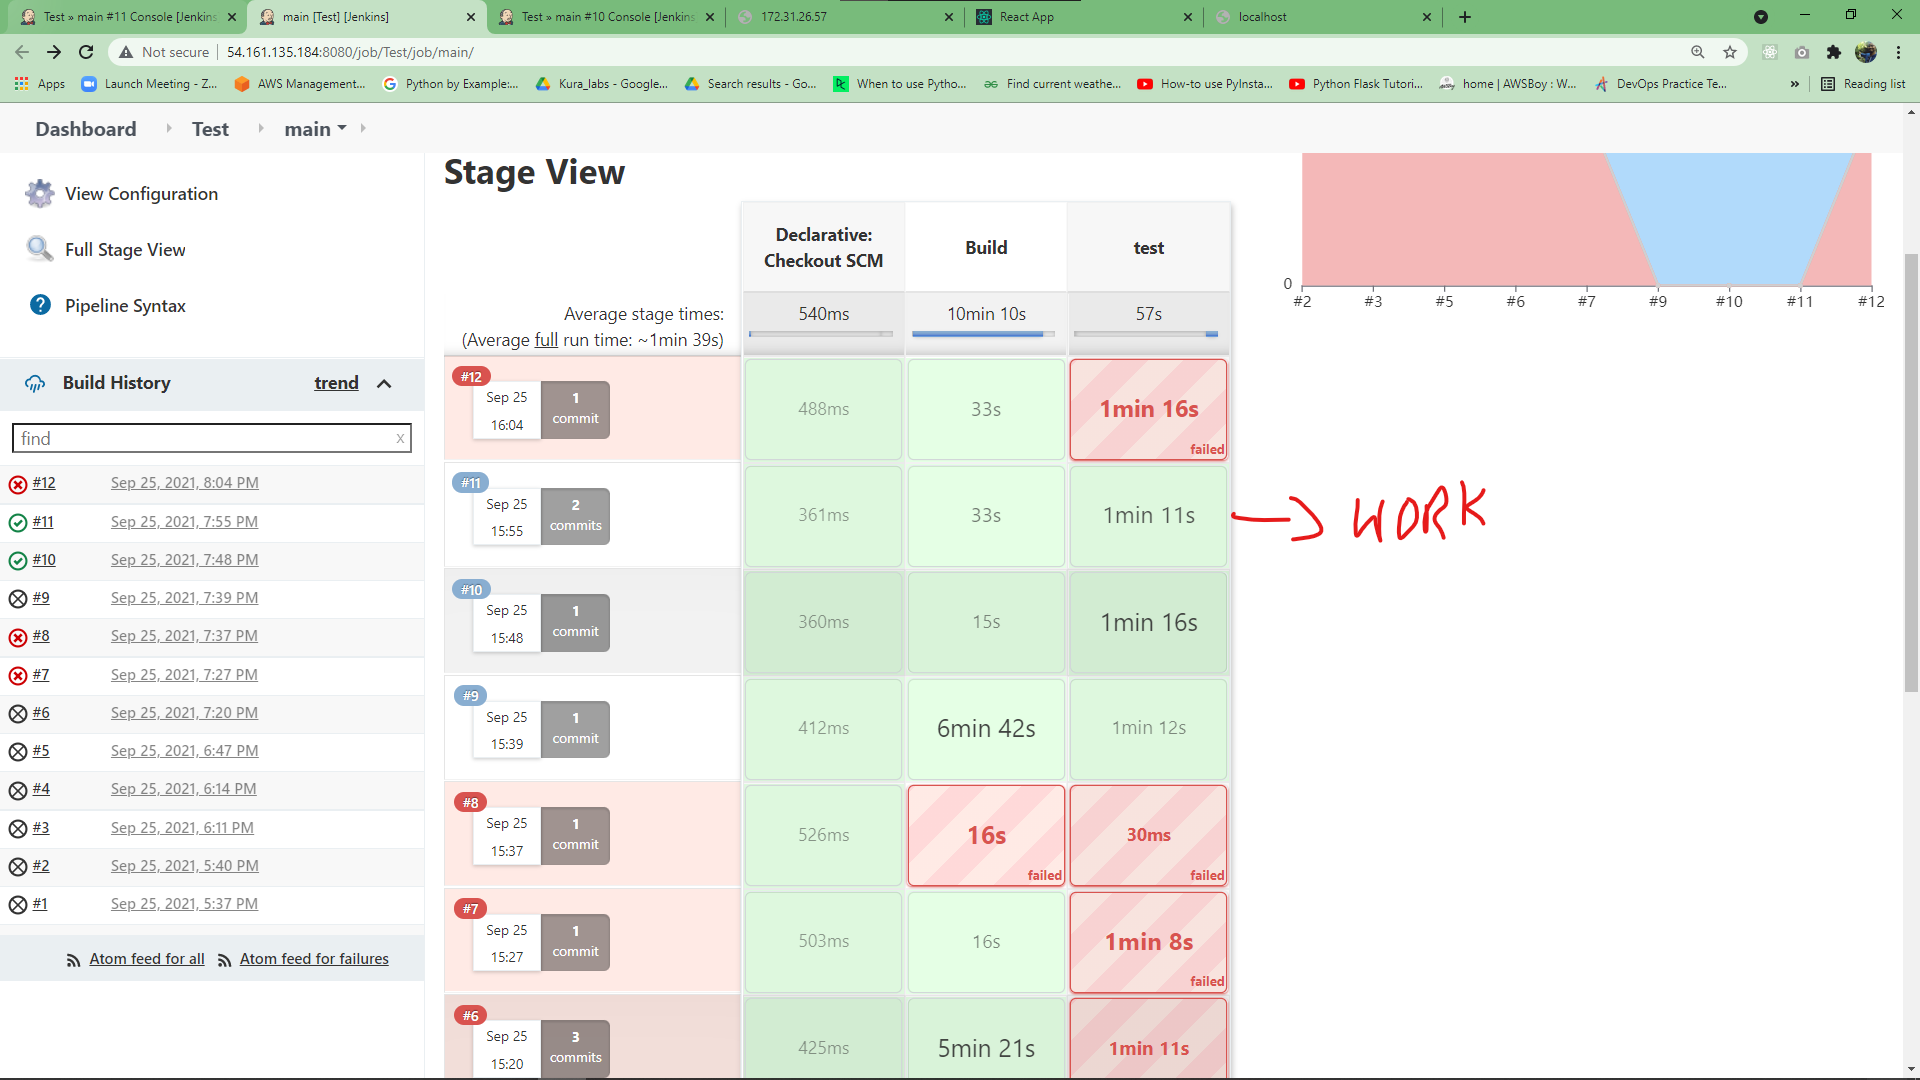 Test » main #11 Console [Jenkins
main [Test] [Jenkins]
Test » main #10 Console [Jenkins
172.31.26.57
React App
localhost
Not secure
54.161.135.184:8080/job/Test/job/main/
Apps
Launch Meeting - Z...
AWS Management...
Python by Example:...
Kura_labs - Google...
Search results - Go...
When to use Pytho...
Find current weathe...
How-to use PyInsta...
Python Flask Tutori...
home | AWSBoy : W...
DevOps Practice Te...
»
Reading list
Dashboard
Test
main
View Configuration
Full Stage View
Pipeline Syntax
Build History
trend
find
x
#12 Sep 25, 2021, 8:04 PM
#11 Sep 25, 2021, 7:55 PM
#10 Sep 25, 2021, 7:48 PM
#9 Sep 25, 2021, 7:39 PM
#8 Sep 25, 2021, 7:37 PM
#7 Sep 25, 2021, 7:27 PM
#6 Sep 25, 2021, 7:20 PM
#5 Sep 25, 2021, 6:47 PM
#4 Sep 25, 2021, 6:14 PM
#3 Sep 25, 2021, 6:11 PM
#2 Sep 25, 2021, 5:40 PM
#1 Sep 25, 2021, 5:37 PM
Atom feed for all
Atom feed for failures
Stage View
Declarative:
Checkout SCM
Build
test
Average stage times:
(Average full run time: ~1min 39s)
540ms
10min 10s
57s
#12
Sep 25
16:04
1
commit
488ms
33s
1min 16s
failed
#11
Sep 25
15:55
2
commits
361ms
33s
1min 11s
#10
Sep 25
15:48
1
commit
360ms
15s
1min 16s
#9
Sep 25
15:39
1
commit
412ms
6min 42s
1min 12s
#8
Sep 25
15:37
1
commit
526ms
16s
failed
30ms
failed
#7
Sep 25
15:27
1
commit
503ms
16s
1min 8s
failed
#6
Sep 25
15:20
3
commits
425ms
5min 21s
1min 11s
0
#2 #3 #5 #6 #7 #9 #10 #11 #12
WORK